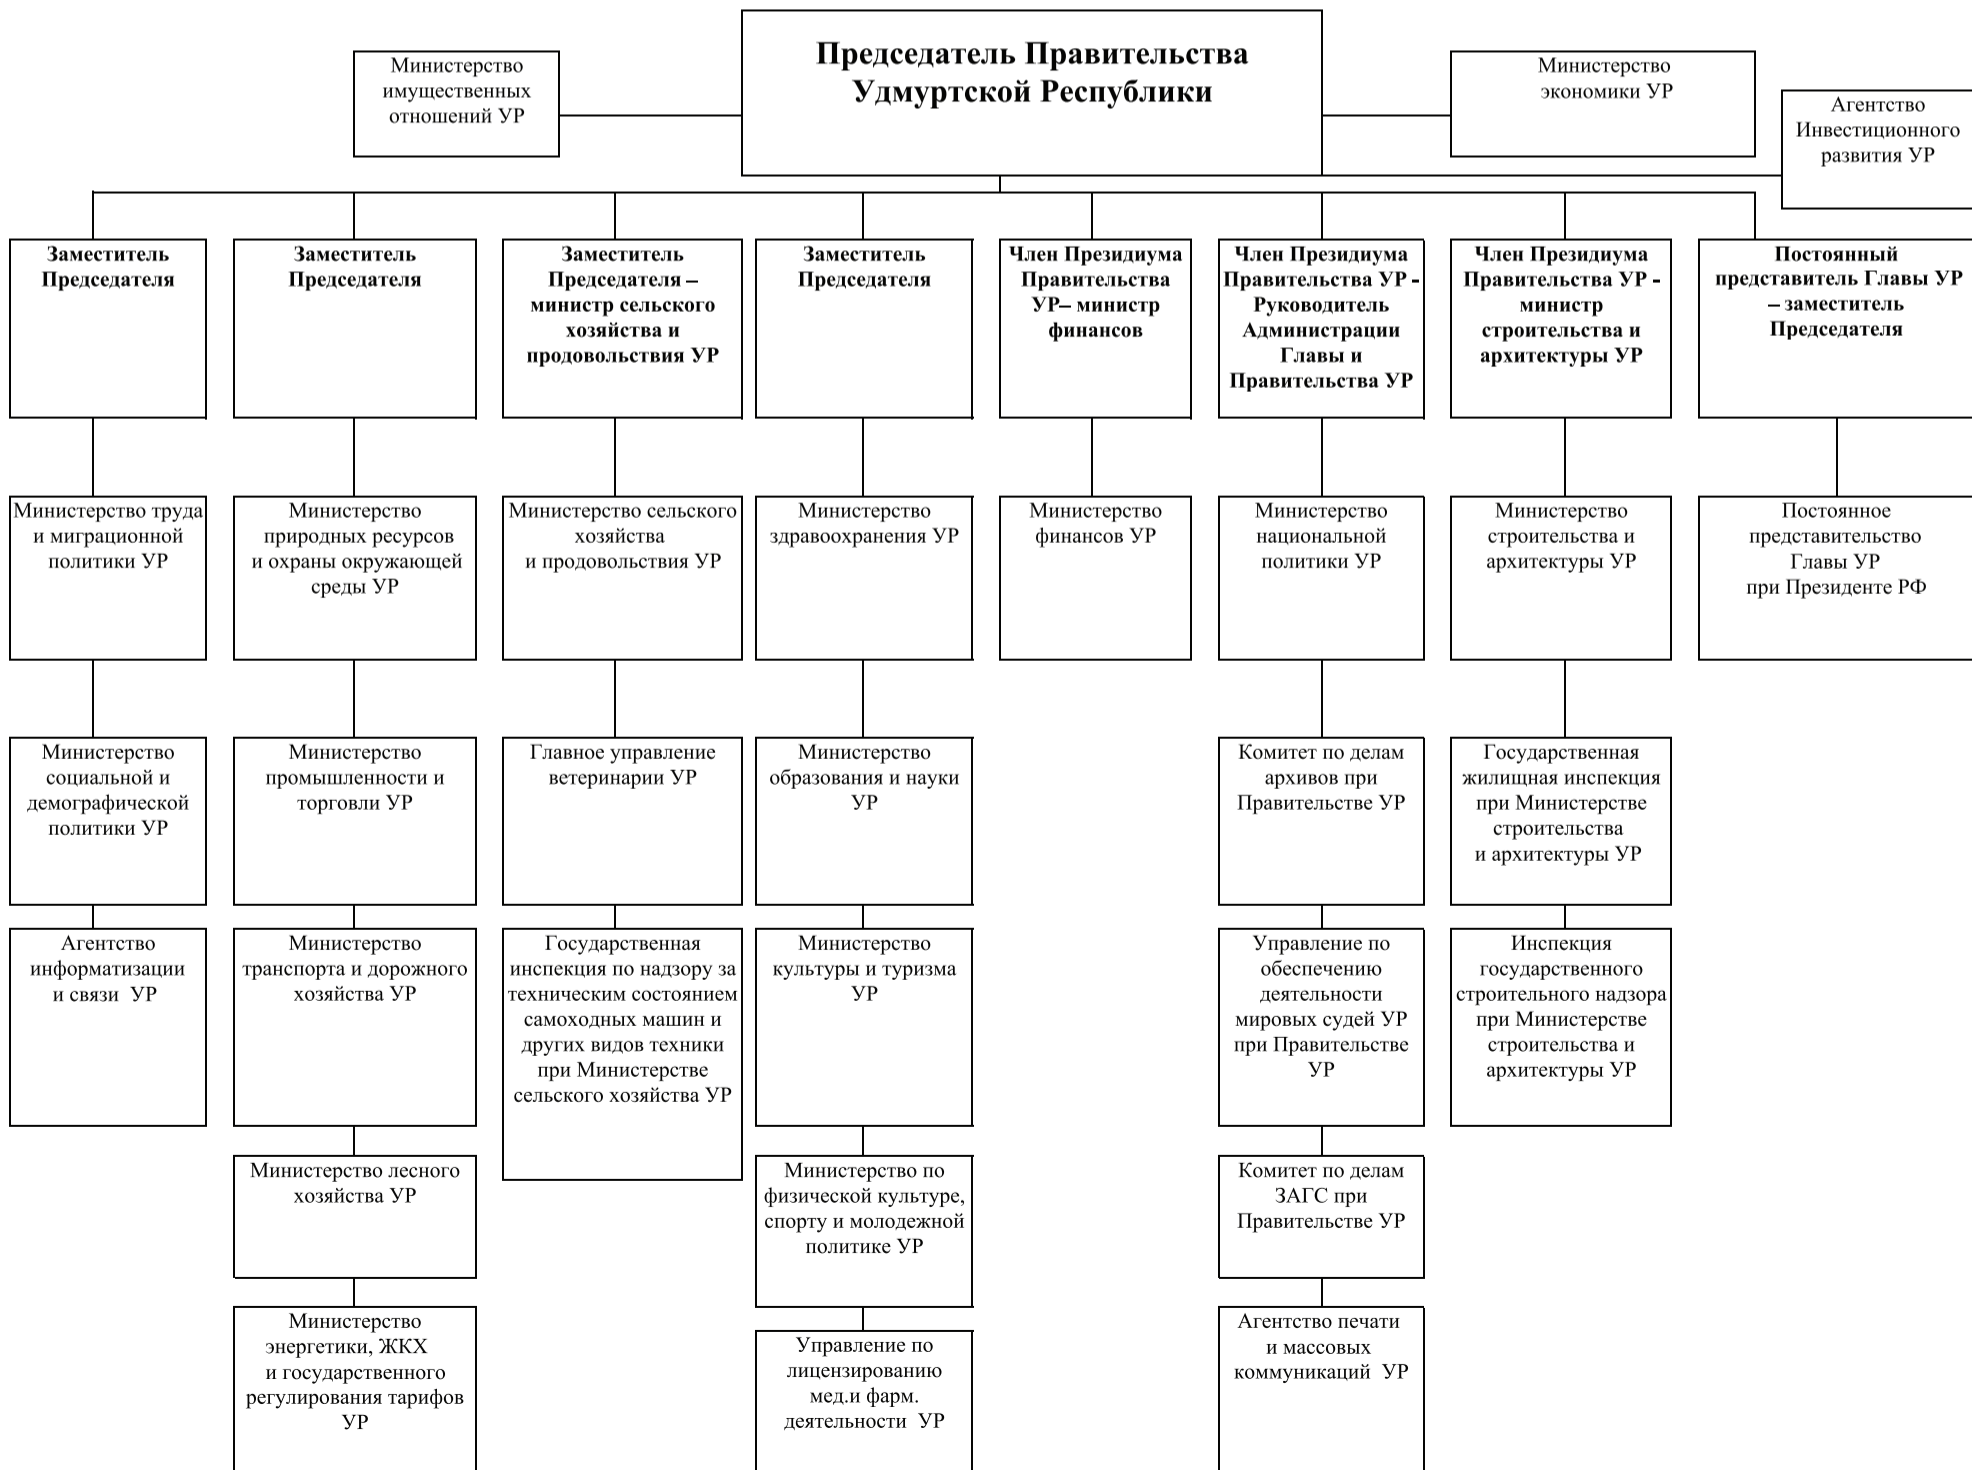 Председатель Правительства
Удмуртской Республики
Министерство
имущественных
отношений УР
Министерство
экономики УР
Агентство
Инвестиционного
развития УР
Заместитель
Председателя
Заместитель
Председателя
Заместитель
Председателя –
министр сельского
хозяйства и
продовольствия УР
Заместитель
Председателя
Член Президиума
Правительства
УР– министр
финансов
Член Президиума
Правительства УР -
Руководитель
Администрации
Главы и
Правительства УР
Член Президиума
Правительства УР -
министр
строительства и
архитектуры УР
Постоянный
представитель Главы УР
– заместитель
Председателя
Министерство труда
и миграционной
политики УР
Министерство
природных ресурсов
и охраны окружающей
среды УР
Министерство сельского
хозяйства
и продовольствия УР
Министерство
здравоохранения УР
Министерство
финансов УР
Министерство
национальной
политики УР
Министерство
строительства и
архитектуры УР
Постоянное
представительство
Главы УР
при Президенте РФ
Министерство
социальной и
демографической
политики УР
Министерство
промышленности и
торговли УР
Главное управление
ветеринарии УР
Министерство
образования и науки
УР
Комитет по делам
архивов при
Правительстве УР
Государственная
жилищная инспекция
при Министерстве
строительства
и архитектуры УР
Агентство
информатизации
и связи УР
Министерство
транспорта и дорожного
хозяйства УР
Государственная
инспекция по надзору за
техническим состоянием
самоходных машин и
других видов техники
при Министерстве
сельского хозяйства УР
Министерство
культуры и туризма
УР
Управление по
обеспечению
деятельности
мировых судей УР
при Правительстве
УР
Инспекция
государственного
строительного надзора
при Министерстве
строительства и
архитектуры УР
Министерство лесного
хозяйства УР
Министерство по
физической культуре,
спорту и молодежной
политике УР
Комитет по делам
ЗАГС при
Правительстве УР
Министерство
энергетики, ЖКХ
и государственного
регулирования тарифов
УР
Управление по
лицензированию
мед.и фарм.
деятельности УР
Агентство печати
и массовых
коммуникаций УР